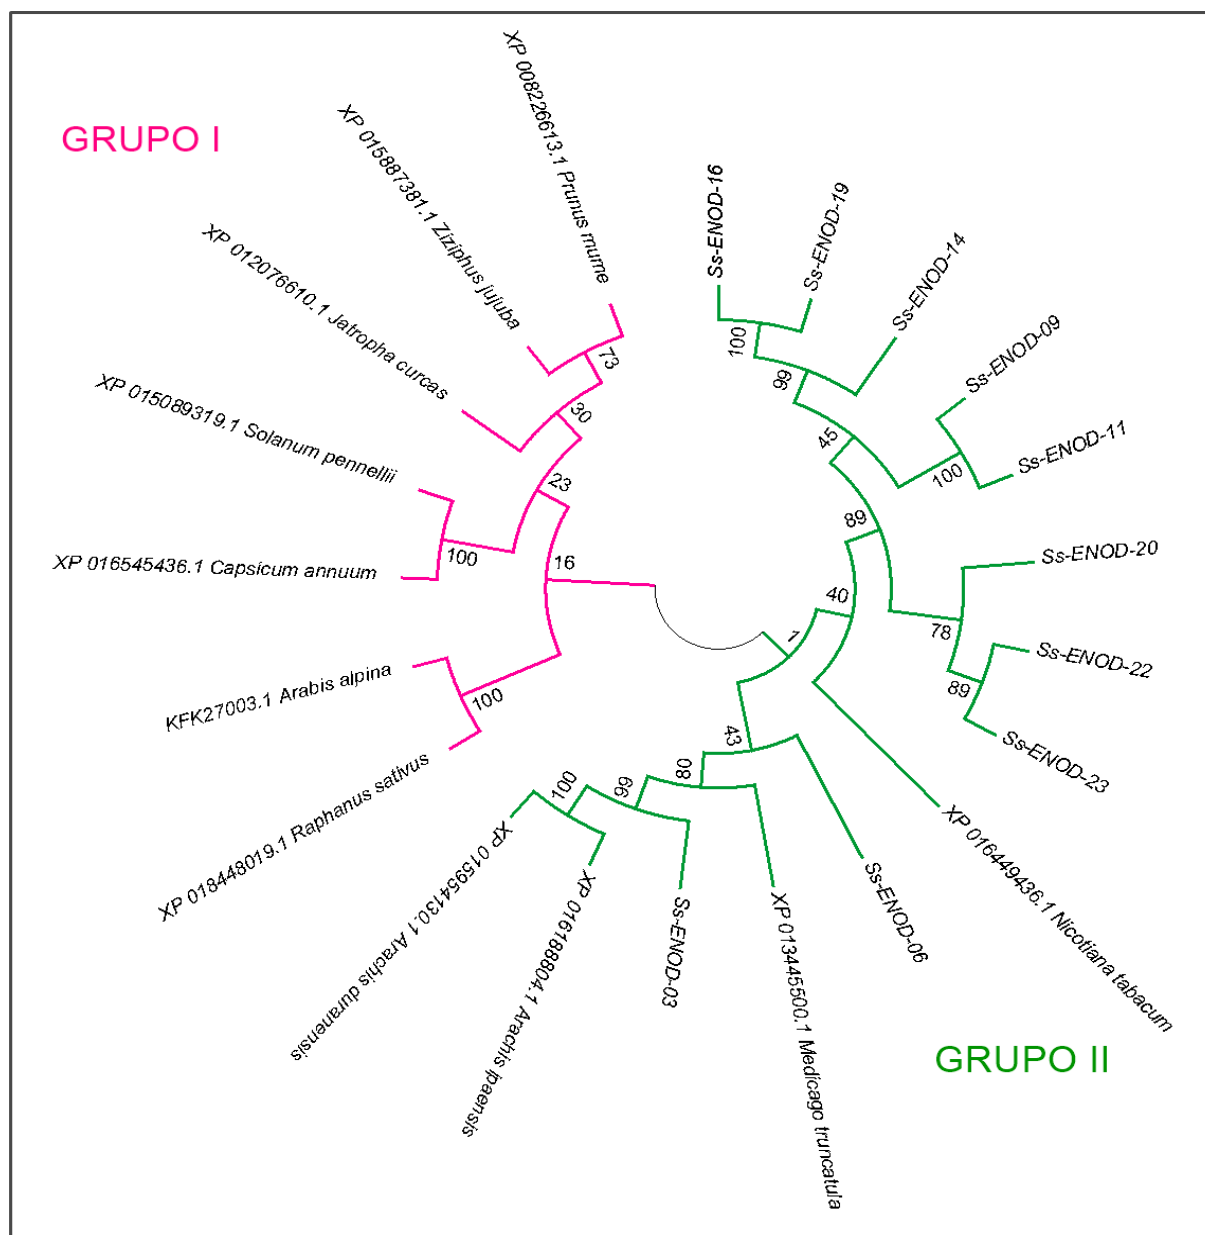 GRUPO I
XP 008226613.1 Prunus mume
XP 015887381.1 Ziziphus jujuba
XP 012076610.1 Jatropha curcas
XP 015089319.1 Solanum pennellii
XP 016545436.1 Capsicum annuum
KFK27003.1 Arabis alpina
XP 018448019.1 Raphanus sativus
73
30
23
100
16
100
Ss-ENOD-16
Ss-ENOD-19
Ss-ENOD-14
Ss-ENOD-09
Ss-ENOD-11
Ss-ENOD-20
Ss-ENOD-22
Ss-ENOD-23
XP 016449436.1 Nicotiana tabacum
Ss-ENOD-06
XP 013445500.1 Medicago truncatula
Ss-ENOD-03
XP 016188804.1 Arachis ipaensis
XP 015954130.1 Arachis duranensis
100
99
45
100
89
40
78
89
1
43
80
99
100
GRUPO II